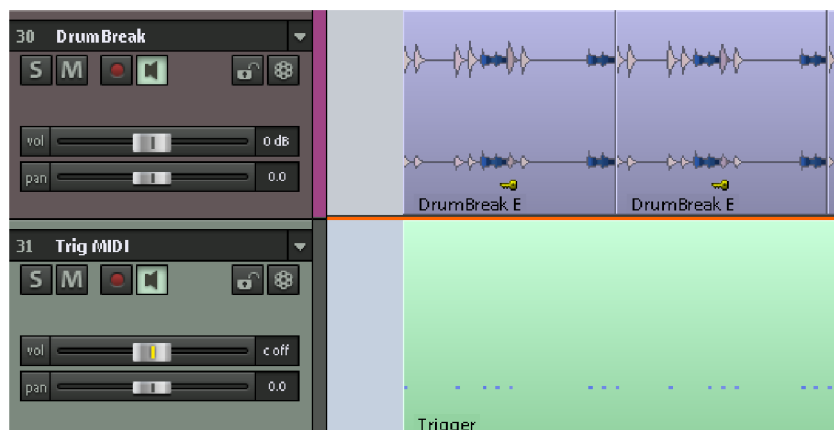 30 DrumBreak
S M
vol 0 dB
pan 0.0
DrumBreak E DrumBreak E
31 Trig MIDI
S M
vol c off
pan 0.0
Trigger